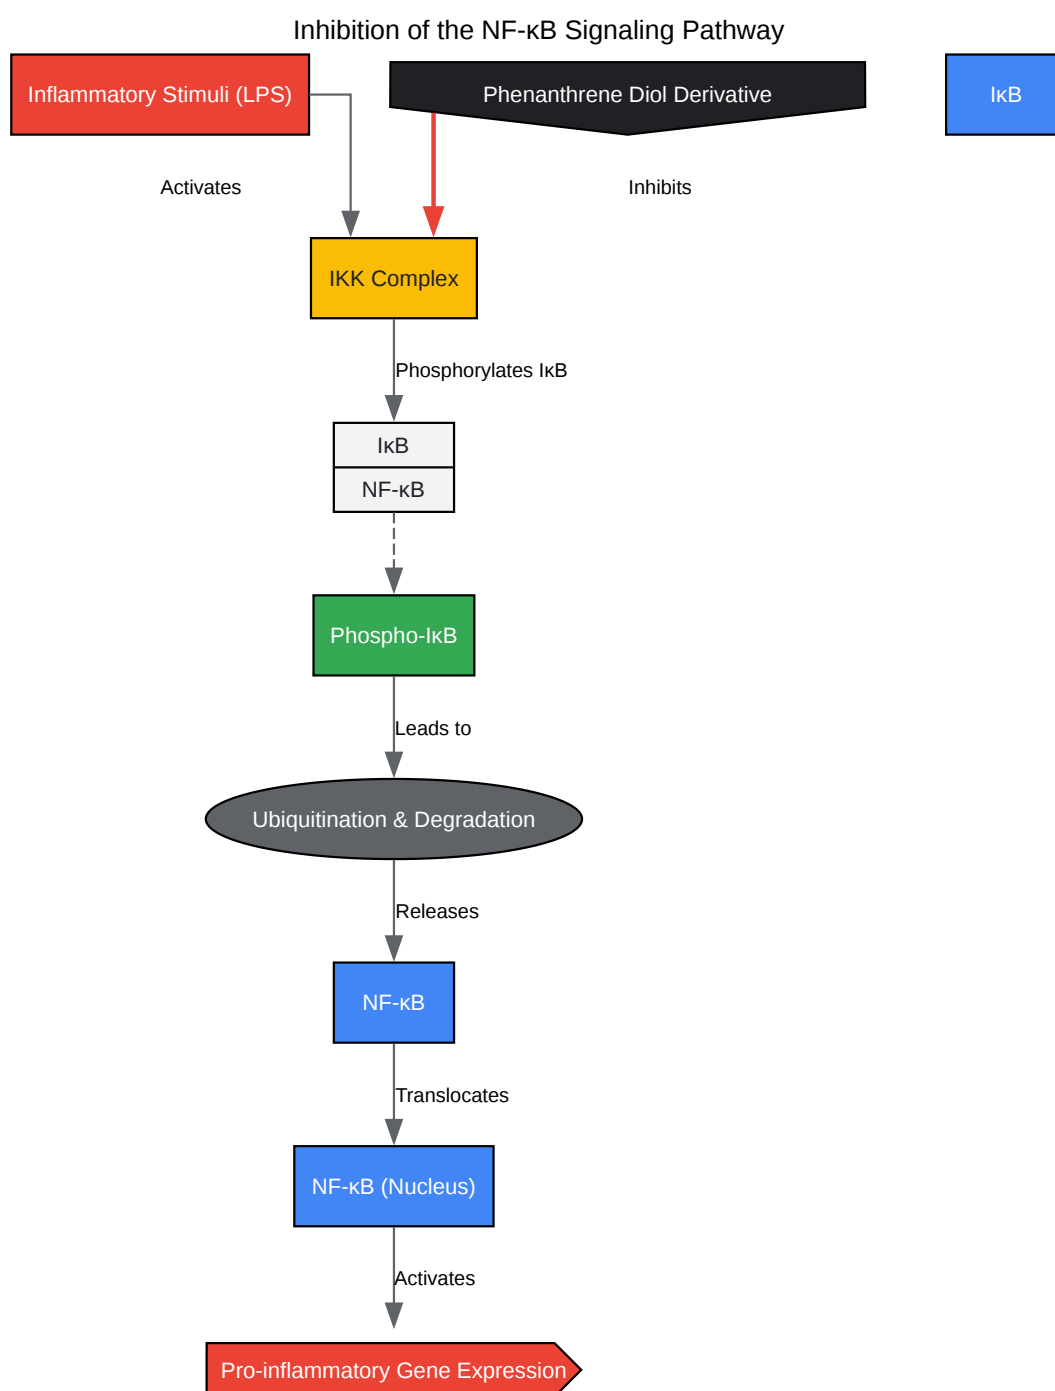 Inhibition of the NF-κB Signaling Pathway
Inflammatory Stimuli (LPS)
Phenanthrene Diol Derivative
IκB
Activates
Inhibits
IKK Complex
Phosphorylates IκB
IκB
NF-κB
Phospho-IκB
Leads to
Ubiquitination & Degradation
Releases
NF-κB
Translocates
NF-κB (Nucleus)
Activates
Pro-inflammatory Gene Expression